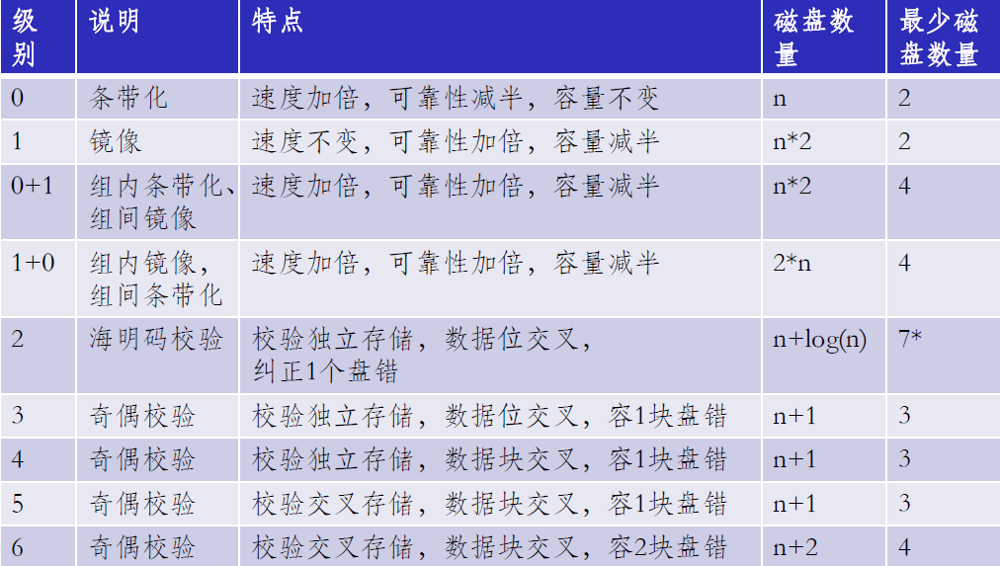 级别 说明 特点 磁盘数量 最少磁盘数量
0 条带化 速度加倍，可靠性减半，容量不变 n 2
1 镜像 速度不变，可靠性加倍，容量减半 n*2 2
0+1 组内条带化、 速度加倍，可靠性加倍，容量减半 n*2 4
组间镜像
1+0 组内镜像， 速度加倍，可靠性加倍，容量减半 2*n 4
组间条带化
2 海明码校验 校验独立存储，数据位交叉， n+log(n) 7*
纠正1个盘错
3 奇偶校验 校验独立存储，数据位交叉，容1块盘错 n+1 3
4 奇偶校验 校验独立存储，数据块交叉，容1块盘错 n+1 3
5 奇偶校验 校验交叉存储，数据块交叉，容1块盘错 n+1 3
6 奇偶校验 校验交叉存储，数据块交叉，容2块盘错 n+2 4